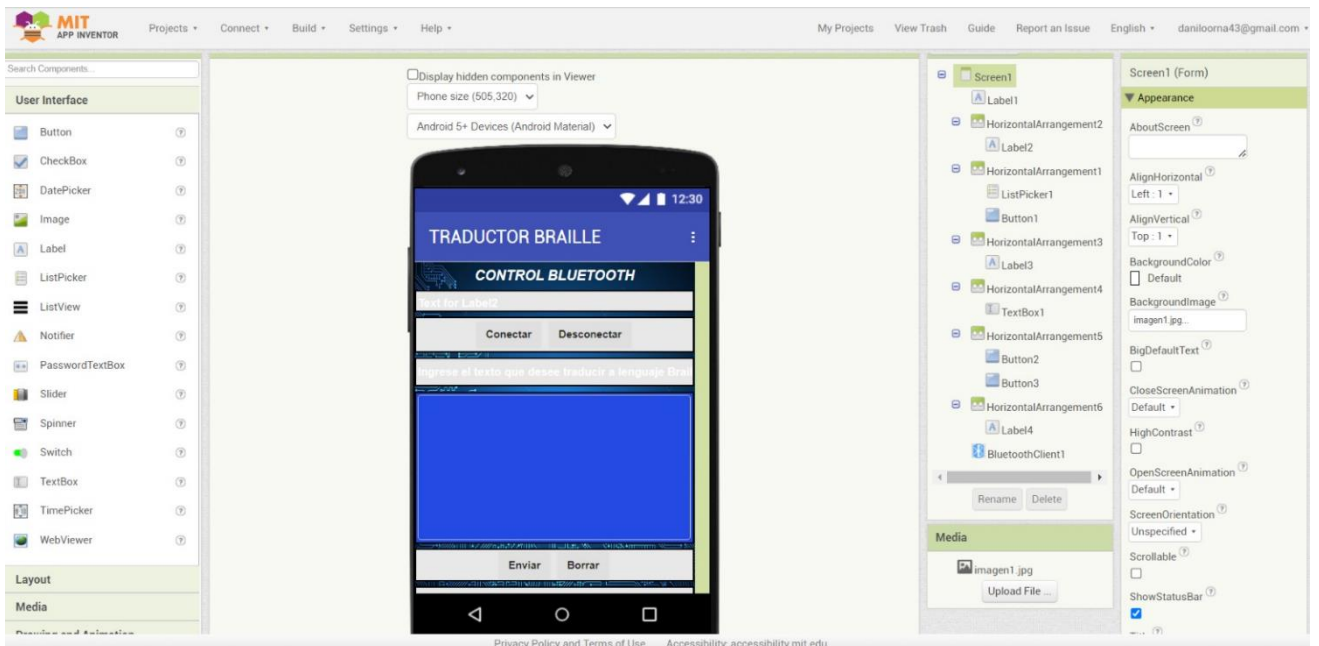 MIT
APP INVENTOR
Projects
Connect
Build
Settings
Help
My Projects
View Trash
Guide
Report an Issue
English
daniloorna43@gmail.com
Search Components...
User Interface
Button
CheckBox
DatePicker
Image
Label
ListPicker
ListView
Notifier
PasswordTextBox
Slider
Spinner
Switch
TextBox
TimePicker
WebViewer
Layout
Media
Drawing and Animation
Display hidden components in Viewer
Phone size (505,320)
Android 5+ Devices (Android Material)
12:30
TRADUCTOR BRAILLE
CONTROL BLUETOOTH
Text for Label2
Conectar Desconectar
Ingrese el texto que desee traducir a lenguaje Brail
Enviar Borrar
Screen1
Label1
HorizontalArrangement2
Label2
HorizontalArrangement1
ListPicker1
Button1
HorizontalArrangement3
Label3
HorizontalArrangement4
TextBox1
HorizontalArrangement5
Button2
Button3
HorizontalArrangement6
Label4
BluetoothClient1
Rename Delete
Media
imagen1.jpg
Upload File ...
Screen1 (Form)
Appearance
AboutScreen
AlignHorizontal
Left : 1
AlignVertical
Top : 1
BackgroundColor
Default
BackgroundImage
imagen1.jpg...
BigDefaultText
CloseScreenAnimation
Default
HighContrast
OpenScreenAnimation
Default
ScreenOrientation
Unspecified
Scrollable
ShowStatusBar
Privacy Policy and Terms of Use
Accessibility: accessibility.mit.edu